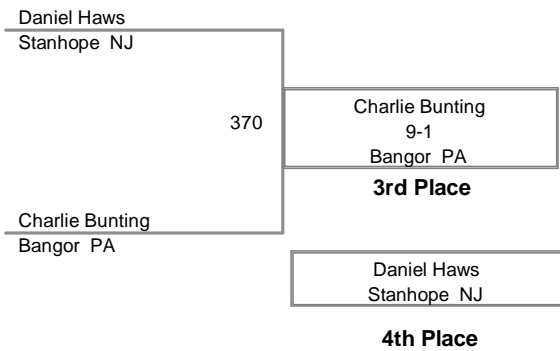 Daniel Haws
Stanhope NJ
370
Charlie Bunting
9-1
Bangor PA
3rd Place
Charlie Bunting
Bangor PA
Daniel Haws
Stanhope NJ
4th Place